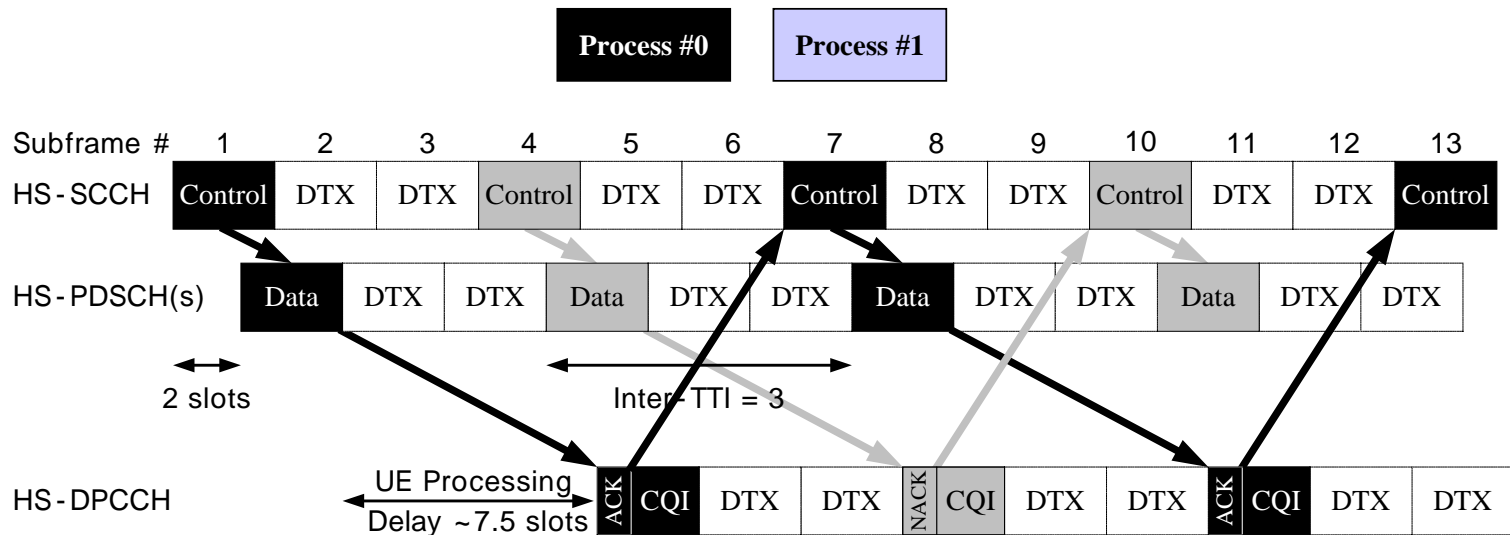 Process #0 Process #1
Subframe # 1 2 3 4 5 6 7 8 9 10 11 12 13
HS-SCCH Control DTX DTX Control DTX DTX Control DTX DTX Control DTX DTX Control
HS-PDSCH(s) Data DTX DTX Data DTX DTX Data DTX DTX Data DTX DTX
2 slots Inter-TTI = 3
UE Processing
Delay ~7.5 slots
HS-DPCCH ACK CQI DTX DTX NACK CQI DTX DTX ACK CQI DTX DTX